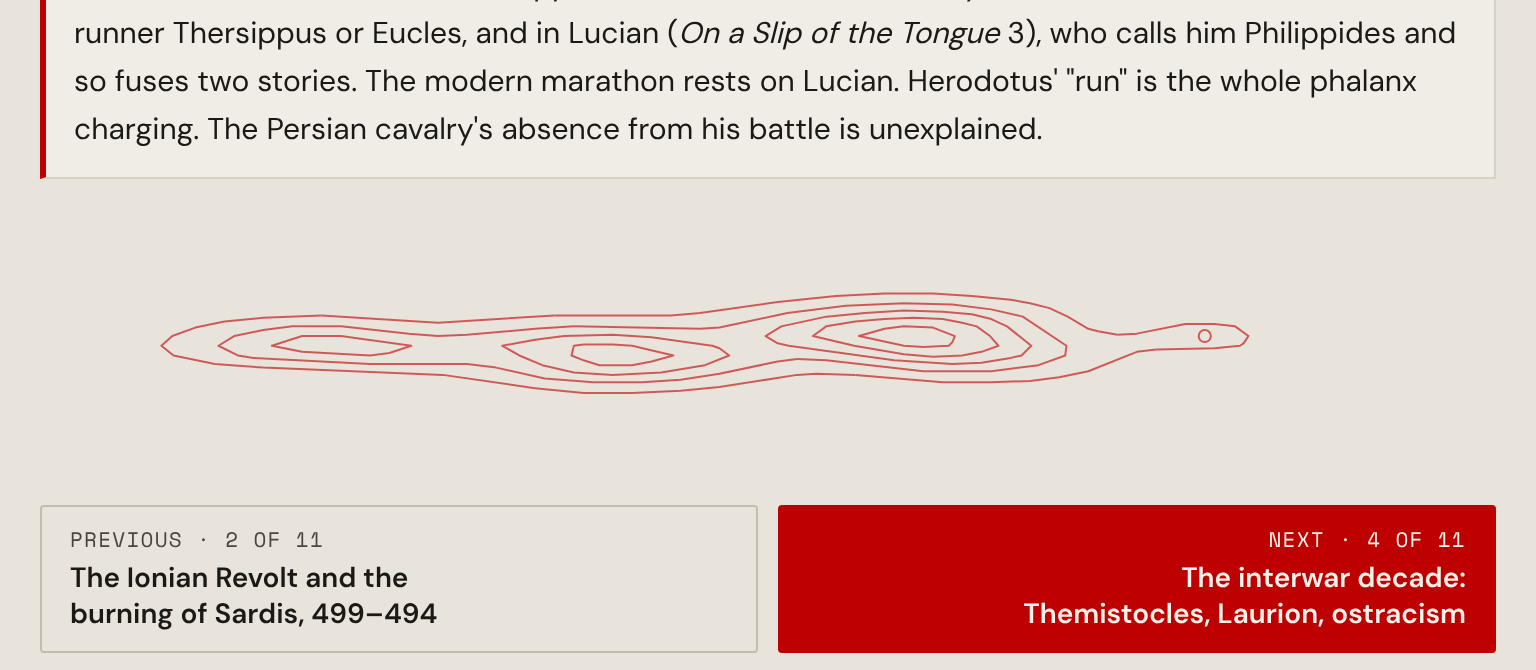 runner Thersippus or Eucles, and in Lucian (On a Slip of the Tongue 3), who calls him Philippides and
so fuses two stories. The modern marathon rests on Lucian. Herodotus' "run" is the whole phalanx
charging. The Persian cavalry's absence from his battle is unexplained.
PREVIOUS · 2 OF 11
The Ionian Revolt and the
burning of Sardis, 499–494
NEXT · 4 OF 11
The interwar decade:
Themistocles, Laurion, ostracism